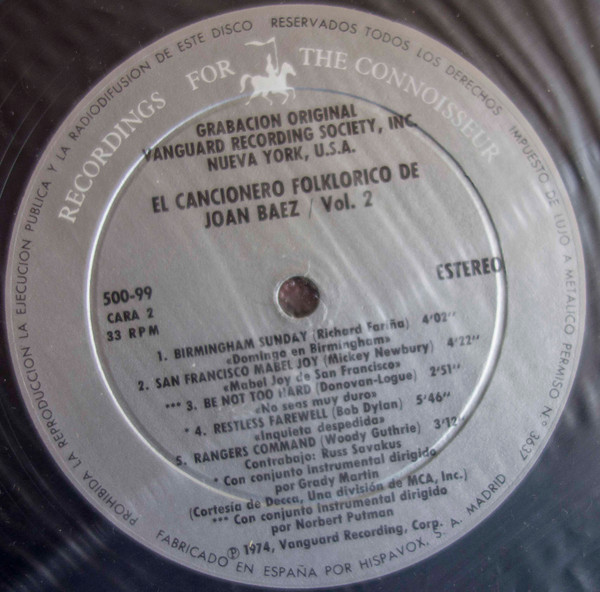 PROHIBIDA LA REPRODUCCION LA EJECUCION PUBLICA Y LA RADIODIFUSION DE ESTE DISCO RESERVADOS TODOS LOS DERECHOS IMPUESTO DE LUJO A METALICO PERMISO Nº 3637
RECORDINGS FOR THE CONNOISSEUR
GRABACION ORIGINAL
VANGUARD RECORDING SOCIETY, INC.
NUEVA YORK, U.S.A.
EL CANCIONERO FOLKLORICO DE
JOAN BAEZ / Vol. 2
ESTEREO
500-99
CARA 2
33 RPM
1. BIRMINGHAM SUNDAY (Richard Fariña) 4'02''
«Domingo en Birmingham»
2. SAN FRANCISCO MABEL JOY (Mickey Newbury) 4'22''
«Mabel Joy de San Francisco»
*** 3. BE NOT TOO HARD (Donovan-Logue) 2'51''
«No seas muy duro»
* 4. RESTLESS FAREWELL (Bob Dylan) 5'46''
«Inquieta despedida»
5. RANGERS COMMAND (Woody Guthrie) 3'12
Contrabajo: Russ Savakus
* Con conjunto instrumental dirigido
por Grady Martin
(Cortesía de Decca, Una división de MCA, Inc.)
*** Con conjunto Instrumental dirigido
por Norbert Putman
℗ 1974, Vanguard Recording, Corp.
FABRICADO EN ESPAÑA POR HISPAVOX, S. A. MADRID